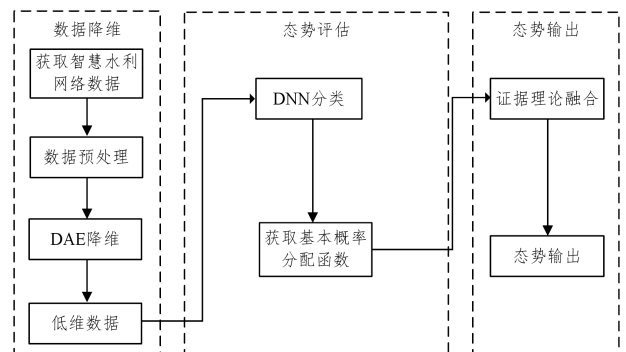 数据降维
获取智慧水利
网络数据
数据预处理
DAE降维
低维数据
态势评估
DNN分类
获取基本概率
分配函数
态势输出
证据理论融合
态势输出